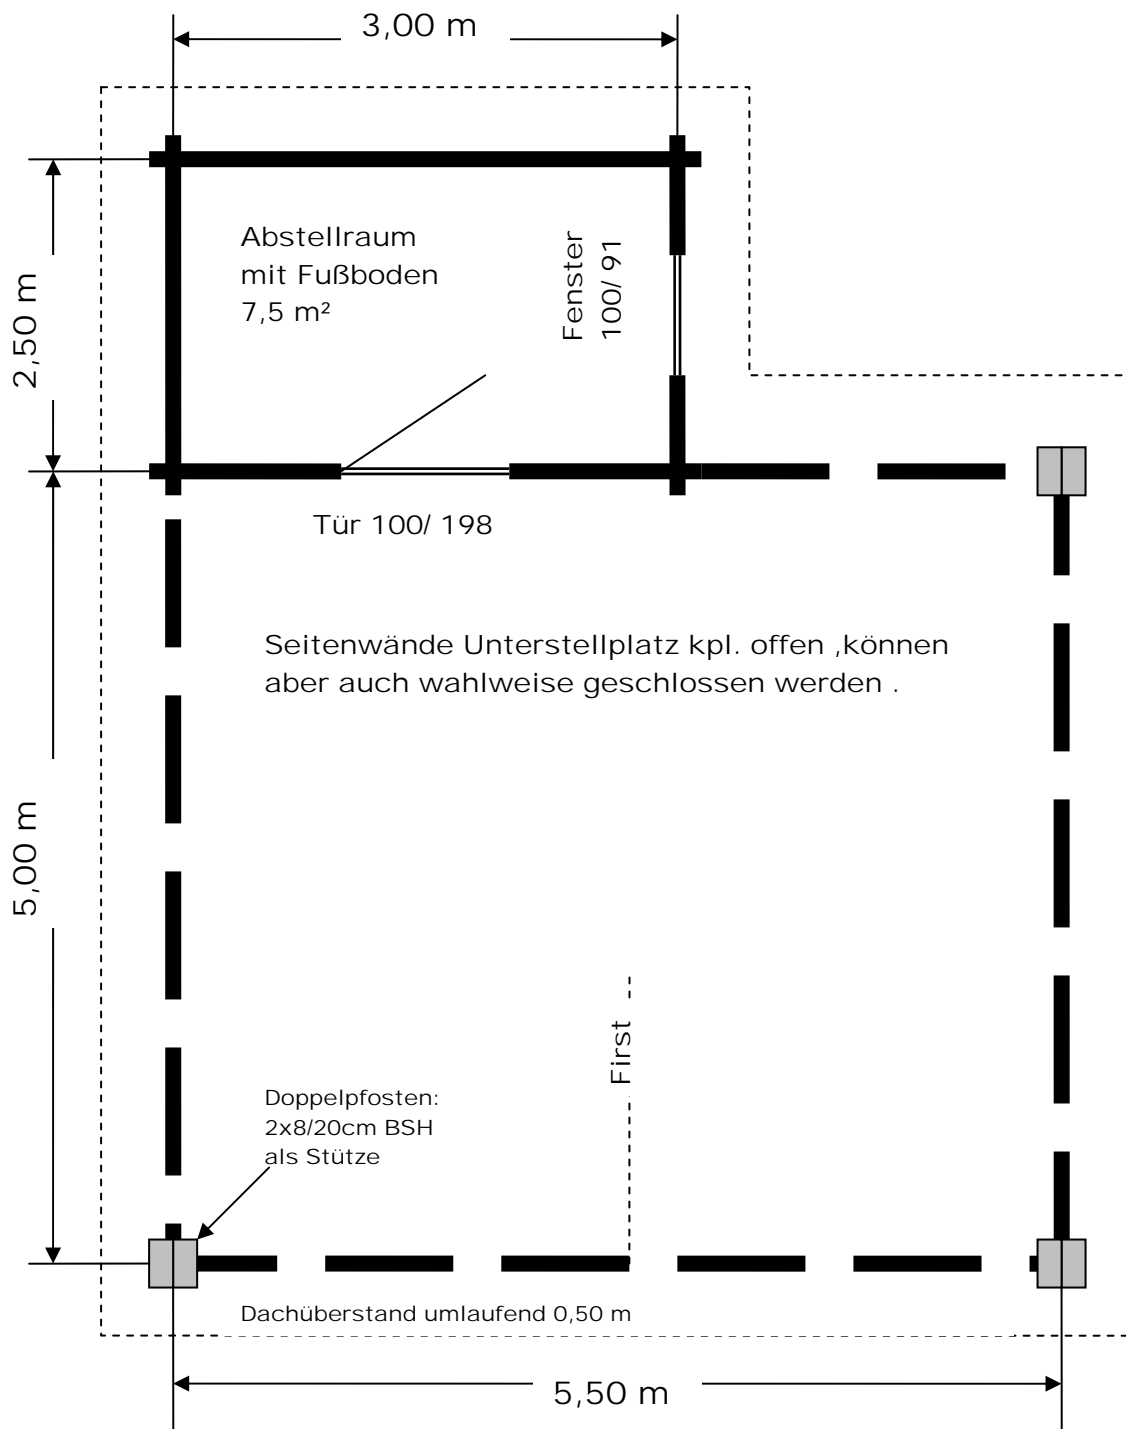 3,00 m
Abstellraum
mit Fußboden
7,5 m²
Fenster
100/ 91
2,50 m
Tür 100/ 198
Seitenwände Unterstellplatz kpl. offen ,können
aber auch wahlweise geschlossen werden .
5,00 m
First
Doppelpfosten:
2x8/20cm BSH
als Stütze
Dachüberstand umlaufend 0,50 m
5,50 m